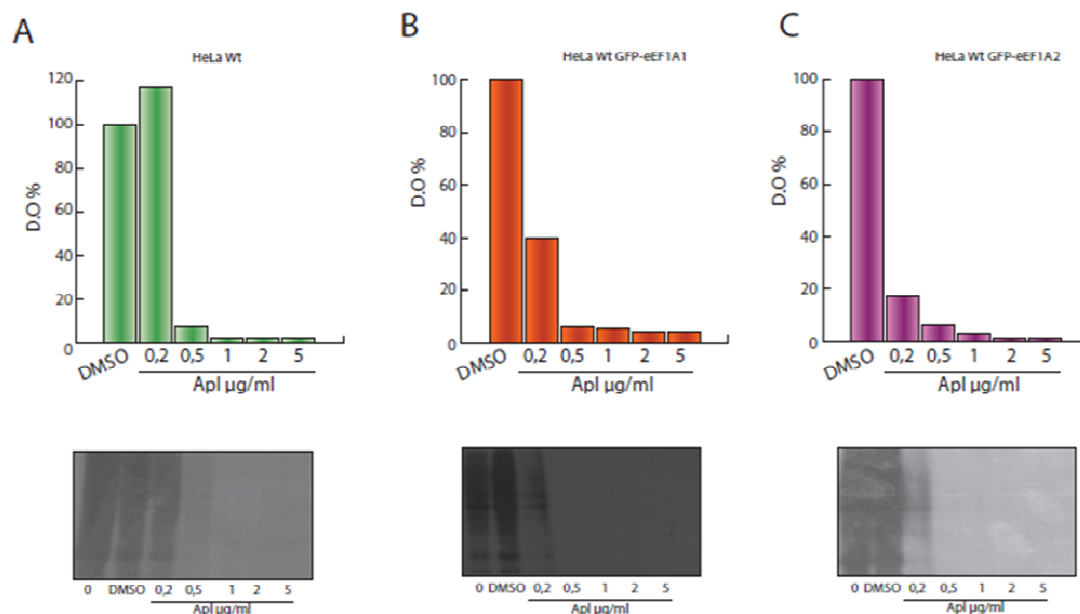 A
HeLa Wt
120
100
80
60
40
20
0
D.O %
DMSO 0,2 0,5 1 2 5
Apl µg/ml
0 DMSO 0,2 0,5 1 2 5
Apl µg/ml
B
HeLa Wt GFP-eEF1A1
100
80
60
40
20
0
D.O %
DMSO 0,2 0,5 1 2 5
Apl µg/ml
0 DMSO 0,2 0,5 1 2 5
Apl µg/ml
C
HeLa Wt GFP-eEF1A2
100
80
60
40
20
0
D.O %
DMSO 0,2 0,5 1 2 5
Apl µg/ml
0 DMSO 0,2 0,5 1 2 5
Apl µg/ml